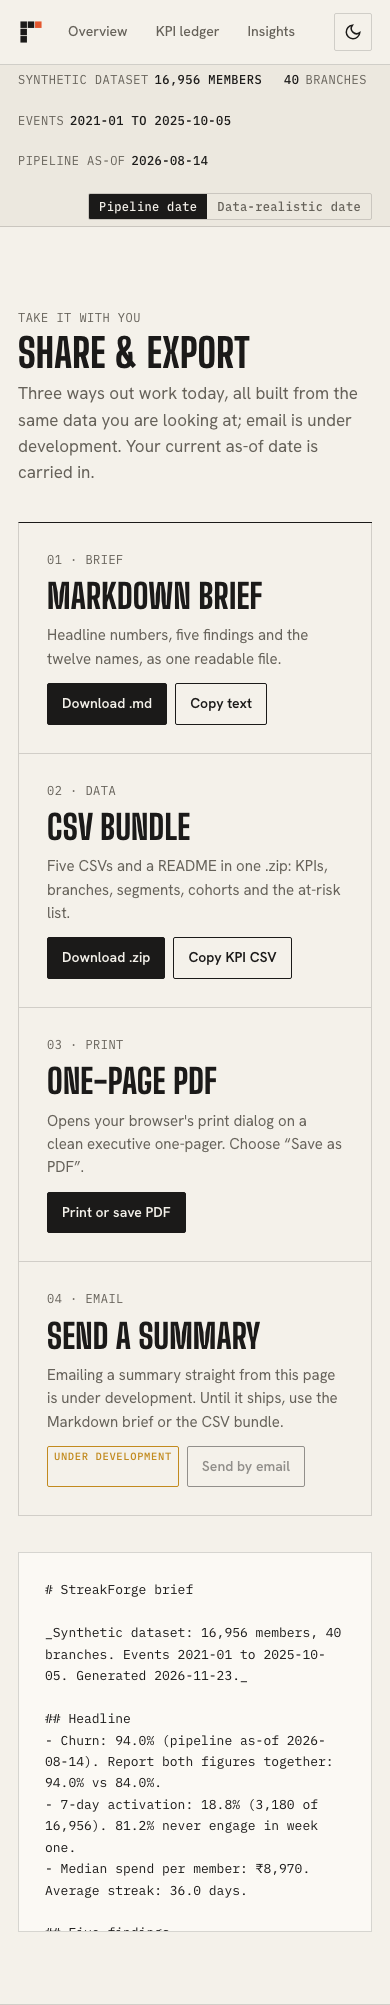 Overview KPI ledger Insights
SYNTHETIC DATASET 16,956 MEMBERS 40 BRANCHES
EVENTS 2021-01 TO 2025-10-05
PIPELINE AS-OF 2026-08-14
Pipeline date Data-realistic date
TAKE IT WITH YOU
SHARE & EXPORT
Three ways out work today, all built from the
same data you are looking at; email is under
development. Your current as-of date is
carried in.
01 · BRIEF
MARKDOWN BRIEF
Headline numbers, five findings and the
twelve names, as one readable file.
Download .md Copy text
02 · DATA
CSV BUNDLE
Five CSVs and a README in one .zip: KPIs,
branches, segments, cohorts and the at-risk
list.
Download .zip Copy KPI CSV
03 · PRINT
ONE-PAGE PDF
Opens your browser's print dialog on a
clean executive one-pager. Choose “Save as
PDF”.
Print or save PDF
04 · EMAIL
SEND A SUMMARY
Emailing a summary straight from this page
is under development. Until it ships, use the
Markdown brief or the CSV bundle.
UNDER DEVELOPMENT Send by email
# StreakForge brief
_Synthetic dataset: 16,956 members, 40
branches. Events 2021-01 to 2025-10-
05. Generated 2026-11-23._
## Headline
- Churn: 94.0% (pipeline as-of 2026-
08-14). Report both figures together:
94.0% vs 84.0%.
- 7-day activation: 18.8% (3,180 of
16,956). 81.2% never engage in week
one.
- Median spend per member: ₹8,970.
Average streak: 36.0 days.
## Five findings